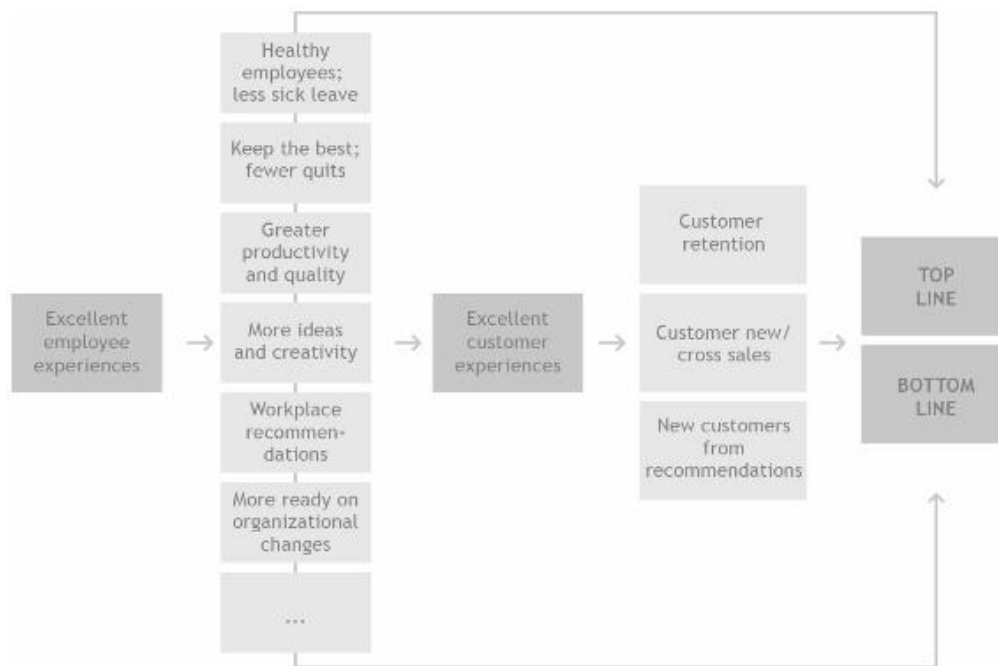 Healthy
employees;
less sick leave
Keep the best;
fewer quits
Greater
productivity
and quality
Excellent
employee
experiences
More ideas
and creativity
Workplace
recommen-
dations
More ready on
organizational
changes
...
Excellent
customer
experiences
Customer
retention
Customer new/
cross sales
New customers
from
recommendations
TOP
LINE
BOTTOM
LINE